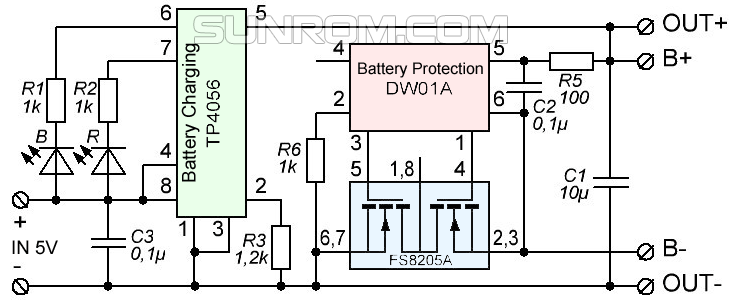 SUNROM.COM
6
5
OUT+
7
4
Battery Protection
DW01A
5
B+
R1
1k
R2
1k
Battery Charging
TP4056
R5
100
2
6
C2
0,1µ
B
R
R6
1k
3
1
4
5
1,8
4
C1
10µ
8
2
+
IN 5V
-
C3
0,1µ
1
3
R3
1,2k
6,7
2,3
FS8205A
B-
OUT-